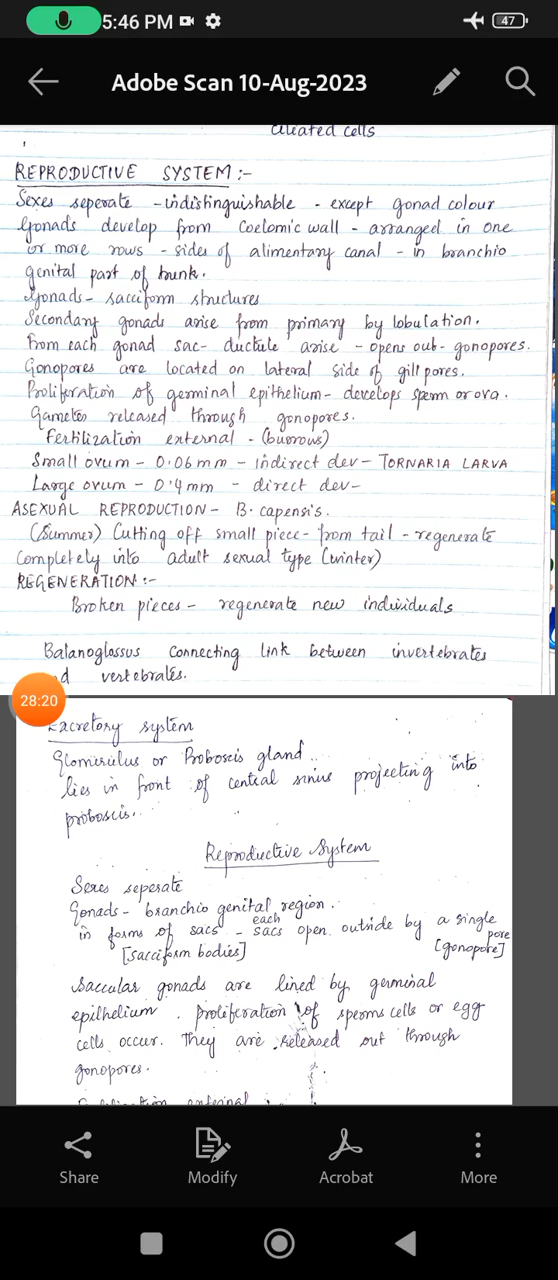 5:46 PM
47
Adobe Scan 10-Aug-2023
cells
REPRODUCTIVE SYSTEM :-
Sexes seperate - indistinguishable - except gonad colour
Gonads develop from Coelomic wall - arranged in one
or more rows - sides of alimentary canal - in branchio
genital part of trunk.
Gonads - sacciform structures
Secondary gonads arise from primary by lobulation.
From each gonad sac - ductule arise - opens out - gonopores.
Gonopores are located on lateral side of gill pores.
Proliferation of germinal epithelium - develops sperm or ova.
Gametes released through gonopores.
Fertilization external - (burrows)
Small ovum - 0.06 mm - indirect dev - TORNARIA LARVA
Large ovum - 0.4 mm - direct dev -
ASEXUAL REPRODUCTION - B. capensis.
(Summer) Cutting off small piece - from tail - regenerate
completely into adult sexual type (winter)
REGENERATION :-
Broken pieces - regenerate new individuals
Balanoglossus connecting link between invertebrates
d vertebrates.
28:20
Excretory system
Glomirulus or Proboscis gland
lies in front of central sinus projecting into
proboscis.
Reproductive System
Sexes seperate
Gonads - branchio genital region.
in forms of sacs - each sacs open outside by a single pore
[sacciform bodies] [gonopore]
Saccular gonads are lined by germinal
epithelium. proliferation of sperms cells or egg
cells occur. They are released out through
gonopores.
Share
Modify
Acrobat
More